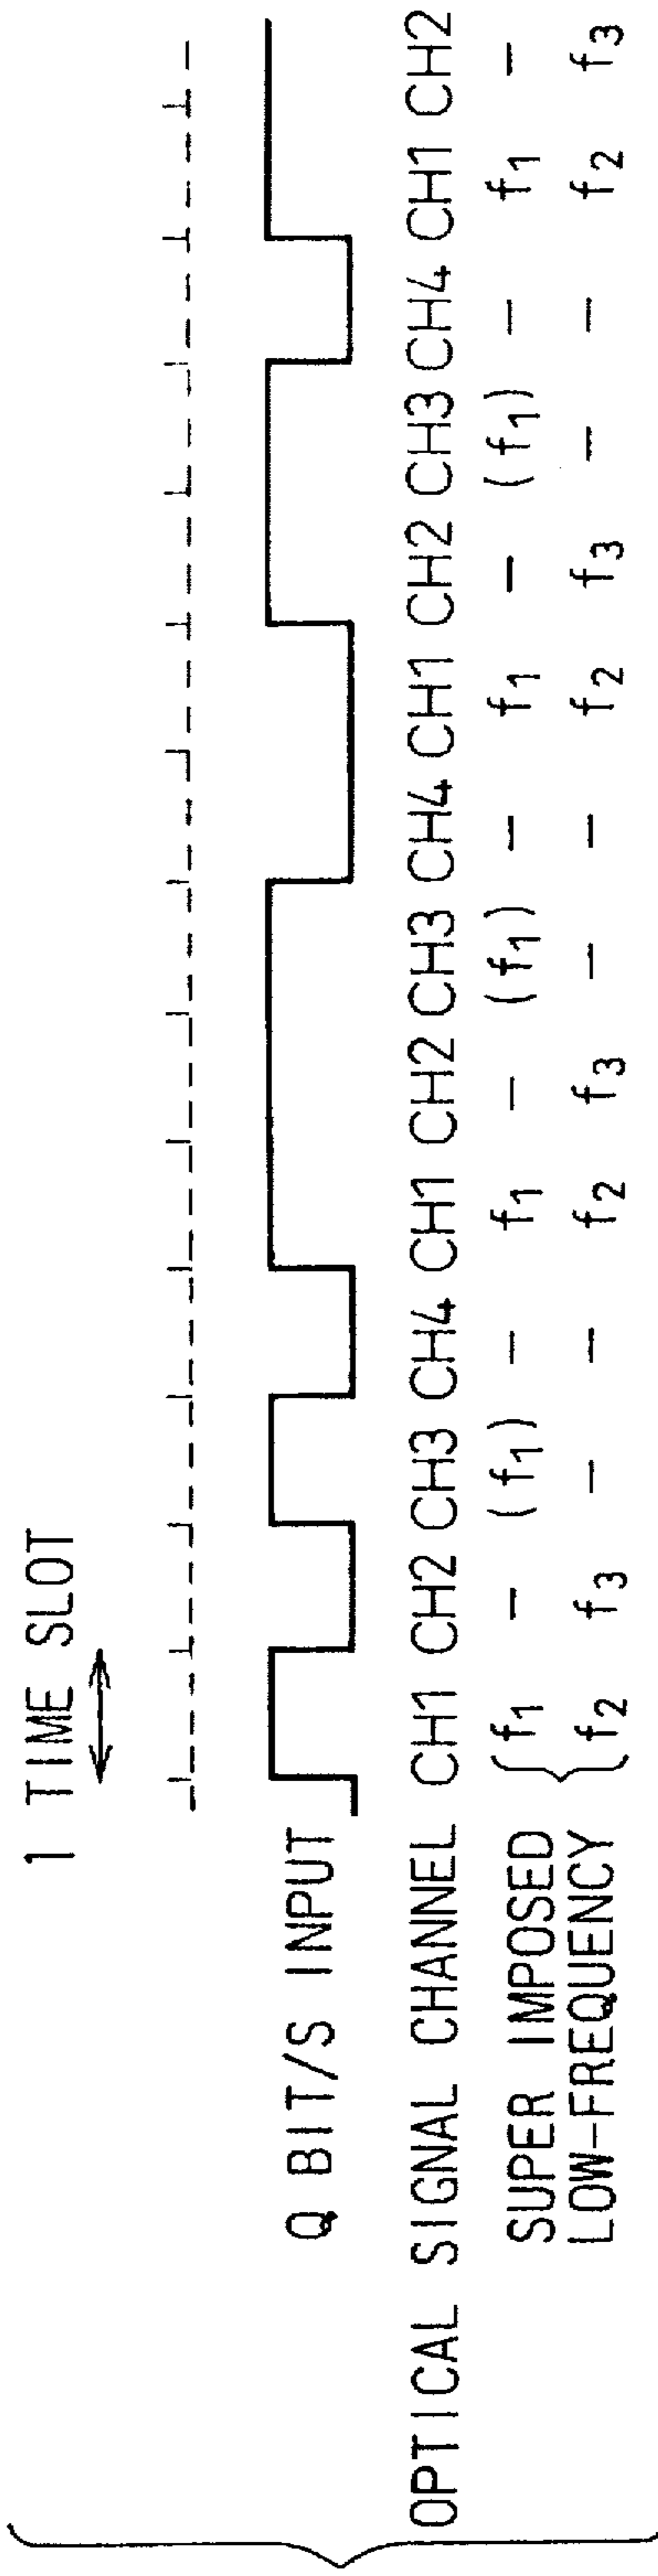 1 TIME SLOT
Q BIT/S INPUT
OPTICAL SIGNAL CHANNEL CH1 CH2 CH3 CH4 CH1 CH2 CH3 CH4 CH1 CH2 CH3 CH4 CH1 CH2
SUPER IMPOSED LOW-FREQUENCY
f1 – (f1) – f1 – (f1) – f1 – (f1) – f1 –
f2 f3 – – f2 f3 – – f2 f3 – – f2 f3